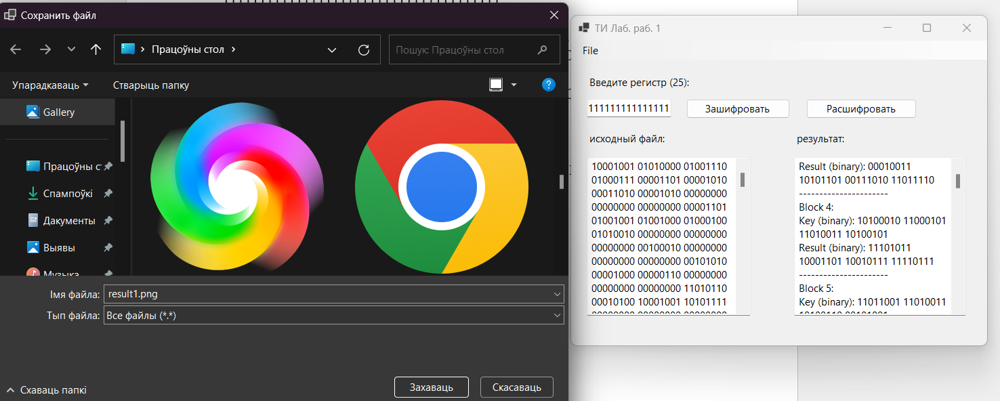 Сохранить файл
Працоўны стол
Пошук: Працоўны стол
Упарадкаваць
Стварыць папку
Gallery
Працоўны ст
Спампоўкі
Дакументы
Выявы
Музыка
Імя файла: result1.png
Тып файла: Все файлы (*.*)
Схаваць папкі
Захаваць
Скасаваць
ТИ Лаб. раб. 1
File
Введите регистр (25):
111111111111111
Зашифровать
Расшифровать
исходный файл:
10001001 01010000 01001110
01000111 00001101 00001010
00011010 00001010 00000000
00000000 00000000 00001101
01001001 01001000 01000100
01010010 00000000 00000000
00000000 00100010 00000000
00000000 00000000 00101010
00001000 00000110 00000000
00000000 00000000 11010110
00010100 10001001 10101111
00000000 00000000 00000000
результат:
Result (binary): 00010011
10101101 00111010 11011110
----------------------
Block 4:
Key (binary): 10100010 11000101
11010011 10100101
Result (binary): 11101011
10001101 10010111 11110111
----------------------
Block 5:
Key (binary): 11011001 11010011